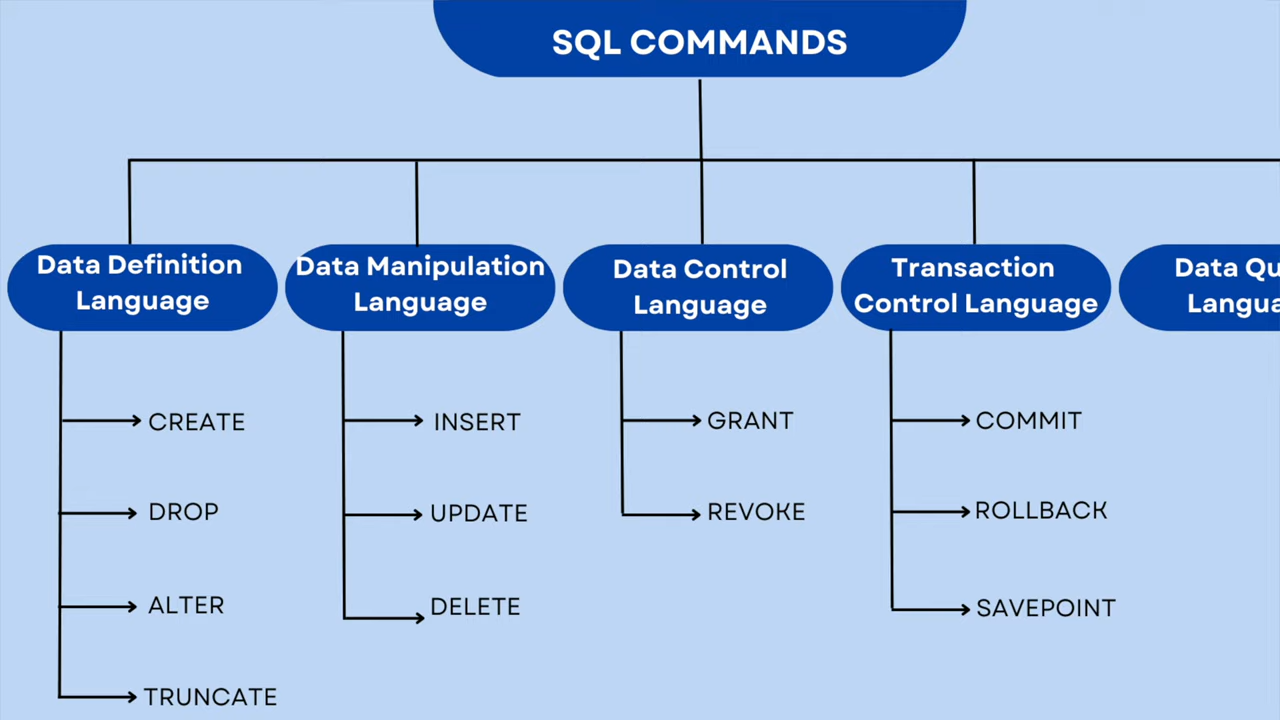 SQL COMMANDS
Data Definition
Language
Data Manipulation
Language
Data Control
Language
Transaction
Control Language
Data
CREATE
DROP
ALTER
TRUNCATE
INSERT
UPDATE
DELETE
GRANT
REVOKE
COMMIT
ROLLBACK
SAVEPOINT